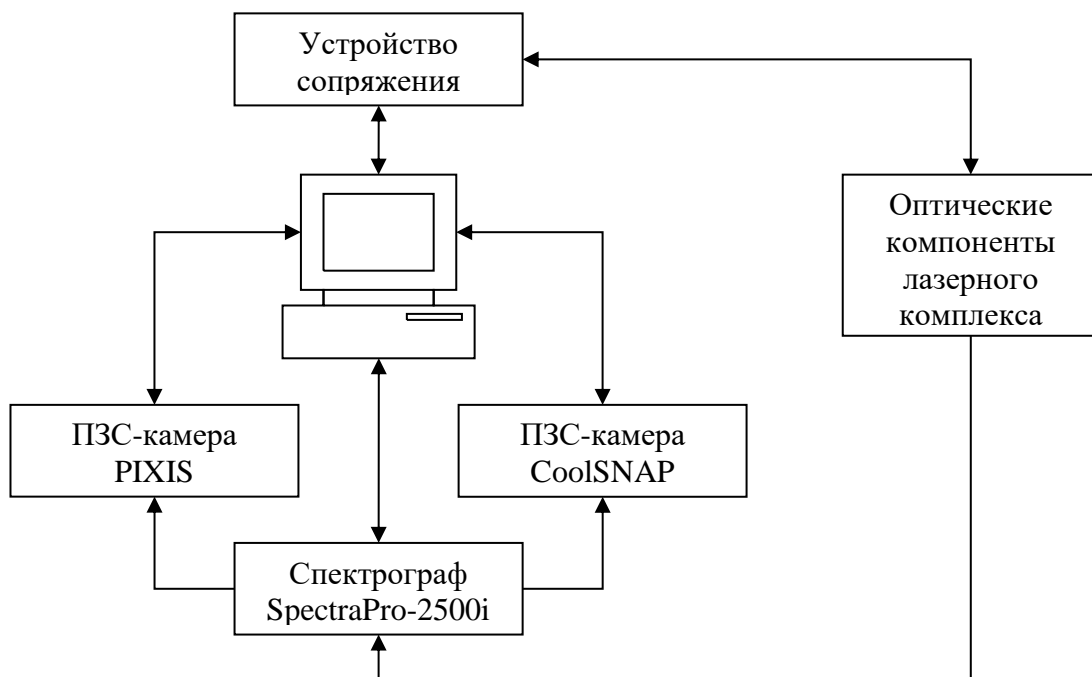 Устройство
сопряжения
Оптические
компоненты
лазерного
комплекса
ПЗС-камера
PIXIS
ПЗС-камера
CoolSNAP
Спектрограф
SpectraPro-2500i